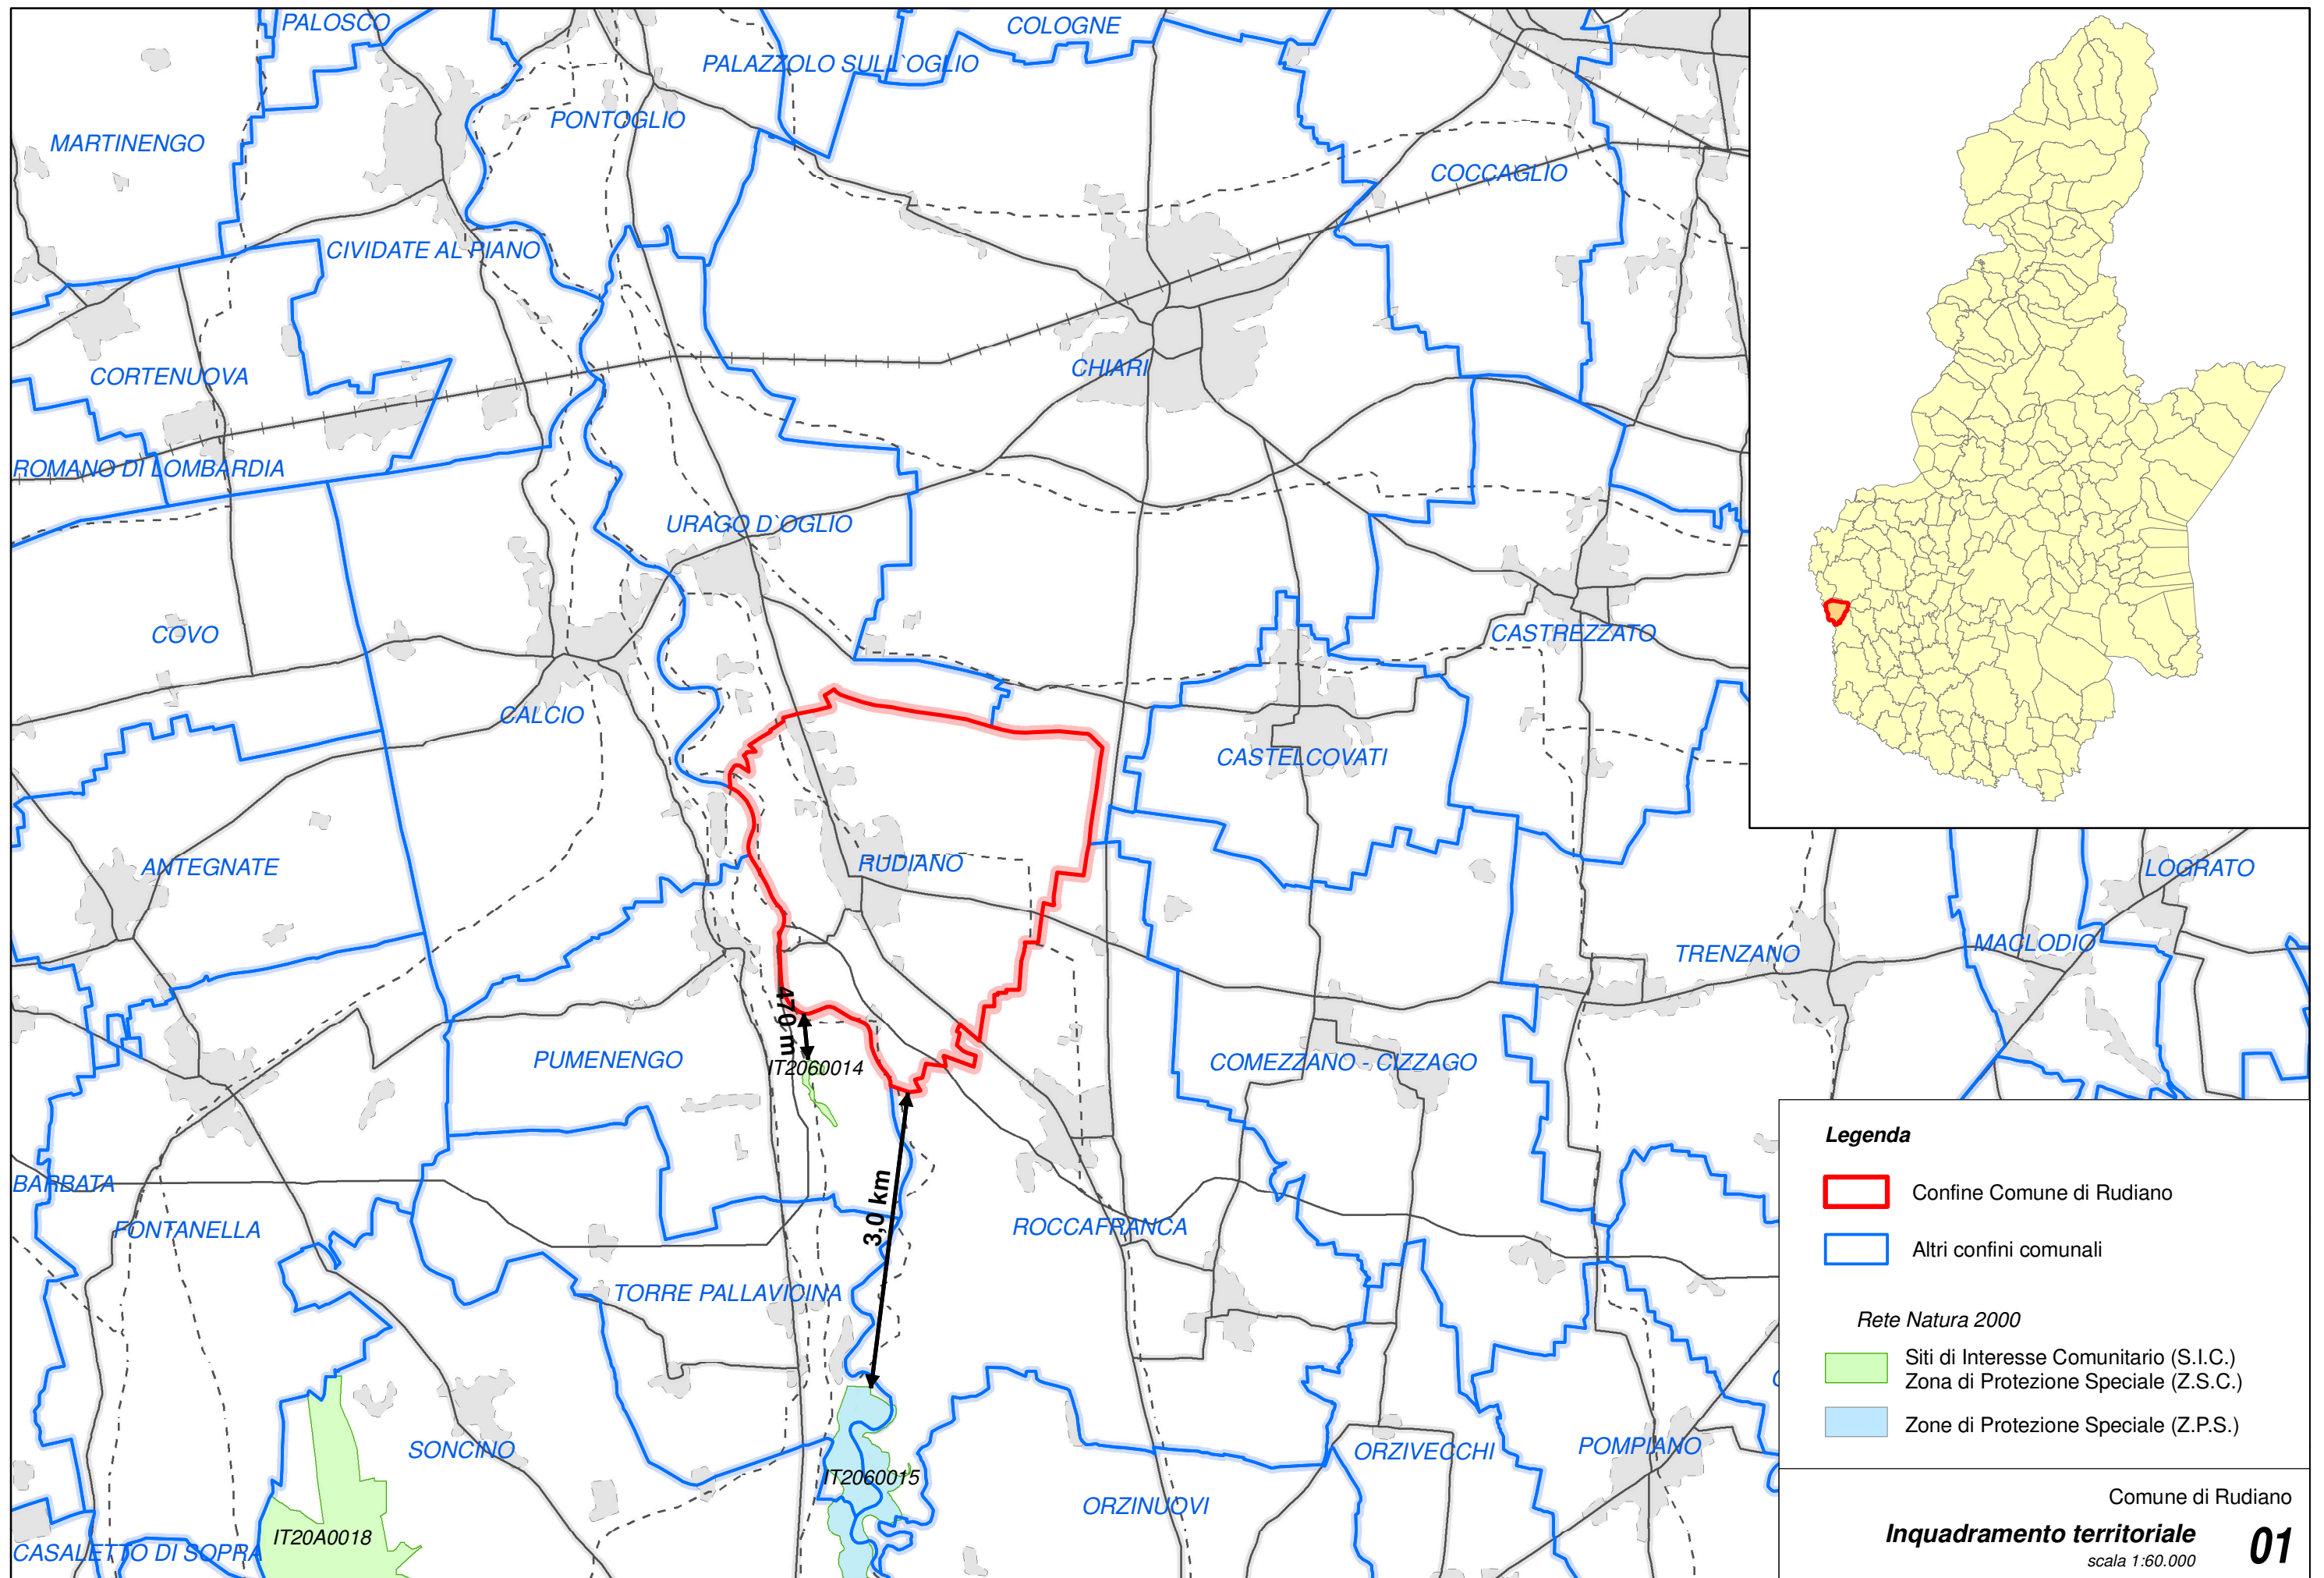 PALOSCO
COLOGNE
PALAZZOLO SULL`OGLIO
PONTOGLIO
MARTINENGO
COCCAGLIO
CIVIDATE AL PIANO
CHIARI
CORTENUOVA
ROMANO DI LOMBARDIA
URAGO D`OGLIO
COVO
CASTREZZATO
CALCIO
CASTELCOVATI
RUDIANO
ANTEGNATE
LOGRATO
MACLODIO
TRENZANO
470 m
PUMENENGO
IT2060014
COMEZZANO - CIZZAGO
BARBATA
3,0 km
FONTANELLA
ROCCAFRANCA
TORRE PALLAVICINA
SONCINO
ORZIVECCHI
POMPIANO
IT2060015
ORZINUOVI
IT20A0018
CASALETTO DI SOPRA
Legenda
Confine Comune di Rudiano
Altri confini comunali
Rete Natura 2000
Siti di Interesse Comunitario (S.I.C.)
Zona di Protezione Speciale (Z.S.C.)
Zone di Protezione Speciale (Z.P.S.)
Comune di Rudiano
Inquadramento territoriale
01
scala 1:60.000